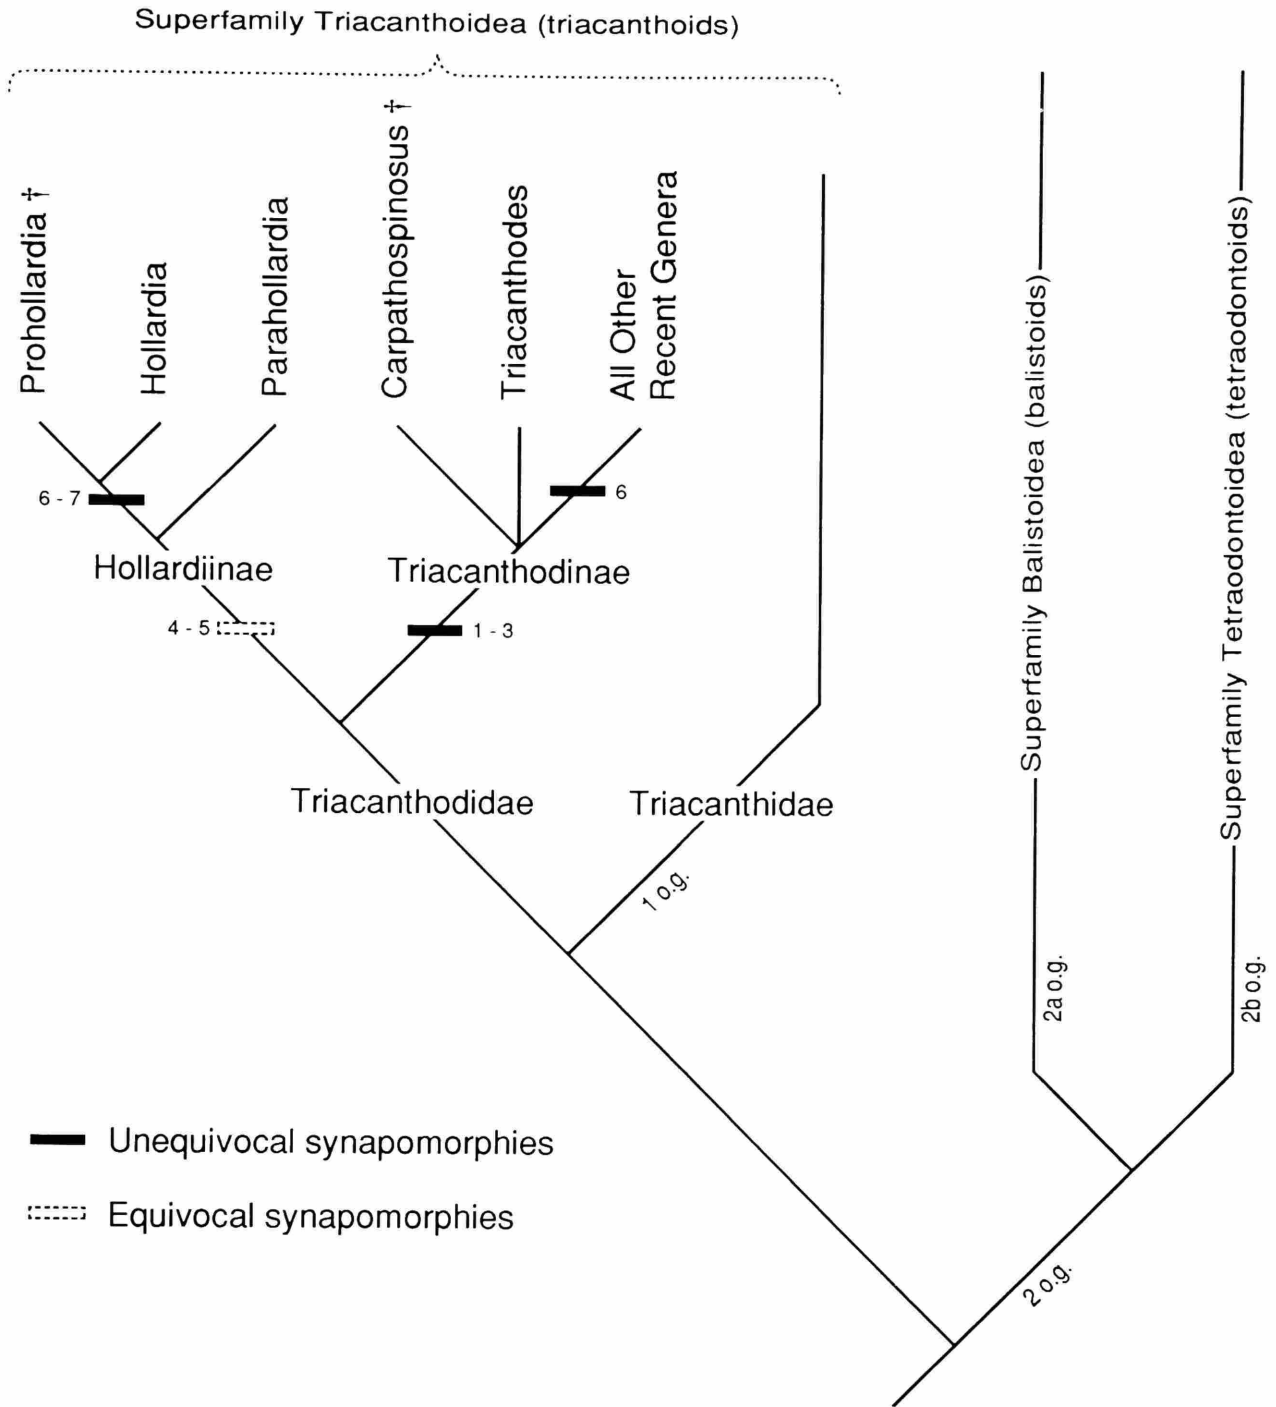 Superfamily Triacanthoidea (triacanthoids)
Prohollardia †
Hollardia
Parahollardia
Carpathospinosus †
Triacanthodes
All Other
Recent Genera
Superfamily Balistoidea (balistoids)
Superfamily Tetraodontoidea (tetraodontoids)
6 - 7
6
Hollardiinae
Triacanthodinae
4 - 5
1 - 3
Triacanthodidae
Triacanthidae
1 o.g.
2a o.g.
2b o.g.
Unequivocal synapomorphies
Equivocal synapomorphies
2 o.g.